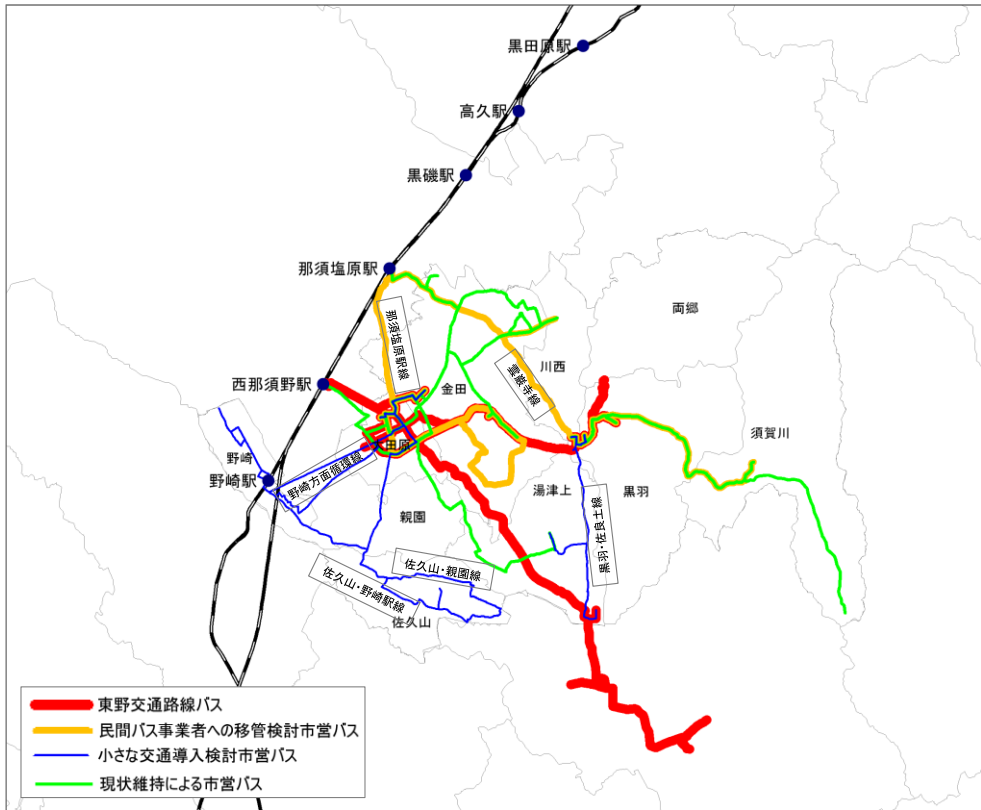 黒田原駅
高久駅
黒磯駅
那須塩原駅
両郷
那須塩原駅線
川西
雲巌寺線
西那須野駅
金田
須賀川
大田原
野崎
野崎駅
野崎方面循環線
湯津上
黒羽
親園
黒羽・佐良土線
佐久山・親園線
佐久山・野崎駅線
佐久山
東野交通路線バス
民間バス事業者への移管検討市営バス
小さな交通導入検討市営バス
現状維持による市営バス